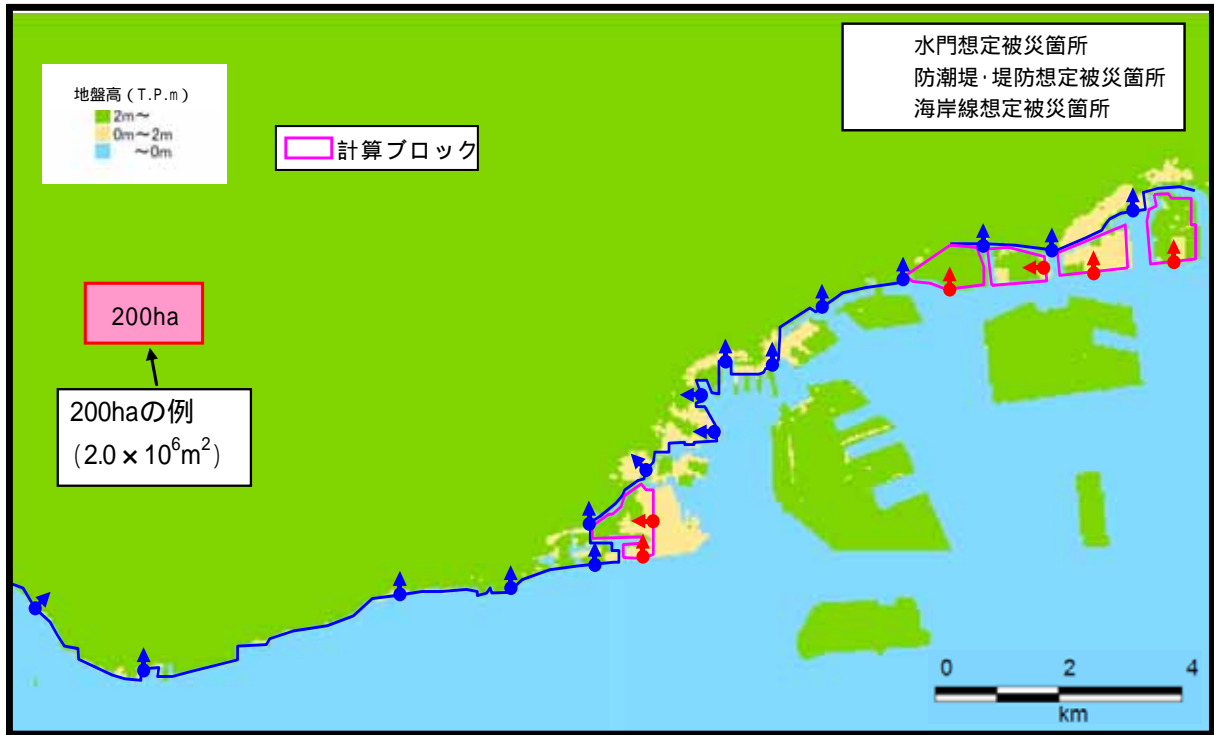 地盤高(T.P.m)
2m~
0m~2m
~0m
計算ブロック
水門想定被災箇所
防潮堤・堤防想定被災箇所
海岸線想定被災箇所
200ha
200haの例
(2.0×10⁶m²)
0 2 4
km